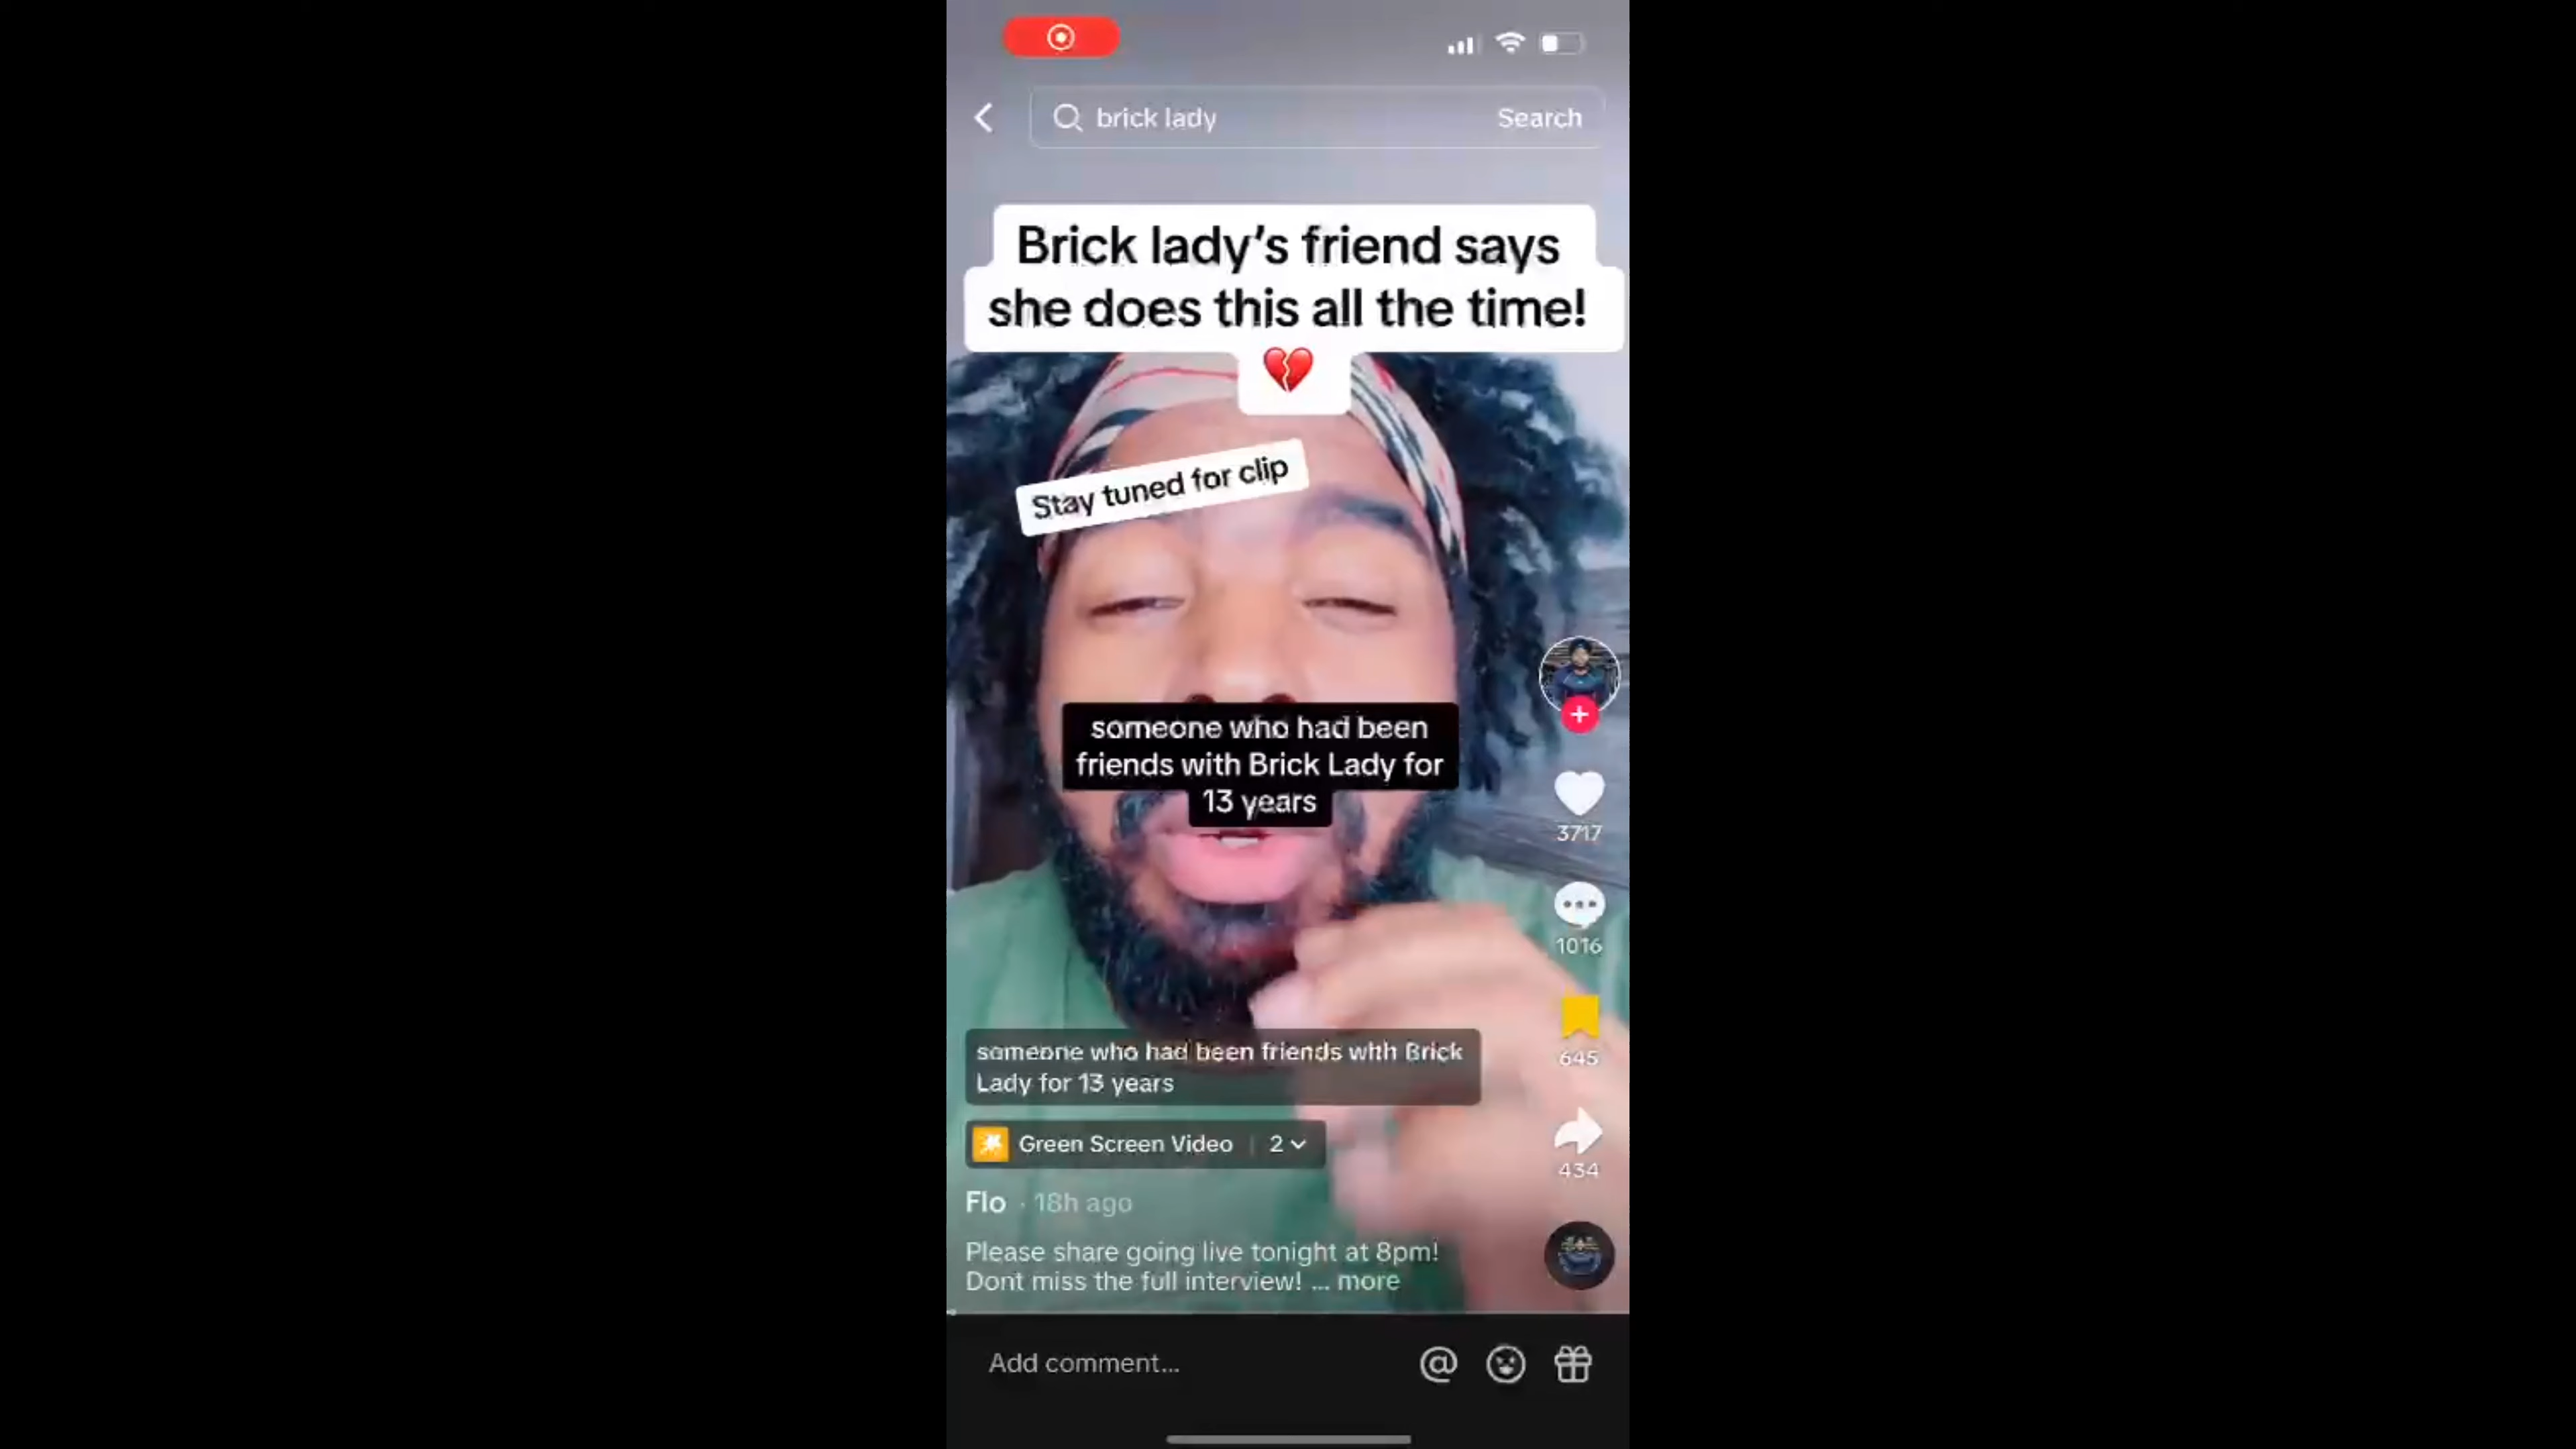 brick lady
Search
Brick lady's friend says
she does this all the time!
💔
Stay tuned for clip
someone who had been
friends with Brick Lady for
13 years
3717
1016
645
434
someone who had been friends with Brick
Lady for 13 years
Green Screen Video | 2
Flo · 18h ago
Please share going live tonight at 8pm!
Dont miss the full interview! ... more
Add comment...